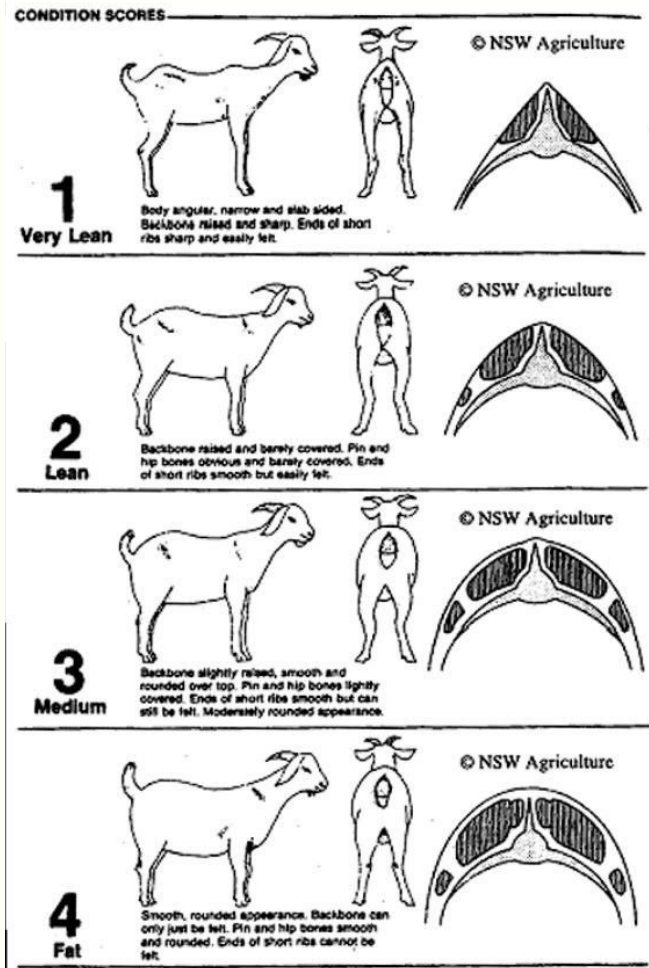 CONDITION SCORES
© NSW Agriculture
1
Very Lean
Body angular, narrow and slab sided.
Backbone raised and sharp. Ends of short
ribs sharp and easily felt.
© NSW Agriculture
2
Lean
Backbone raised and barely covered. Pin and
hip bones obvious and barely covered. Ends
of short ribs smooth but easily felt.
© NSW Agriculture
3
Medium
Backbone slightly raised, smooth and
rounded over top. Pin and hip bones lightly
covered. Ends of short ribs smooth but can
still be felt. Moderately rounded appearance.
© NSW Agriculture
4
Fat
Smooth, rounded appearance. Backbone can
only just be felt. Pin and hip bones smooth
and rounded. Ends of short ribs cannot be
felt.